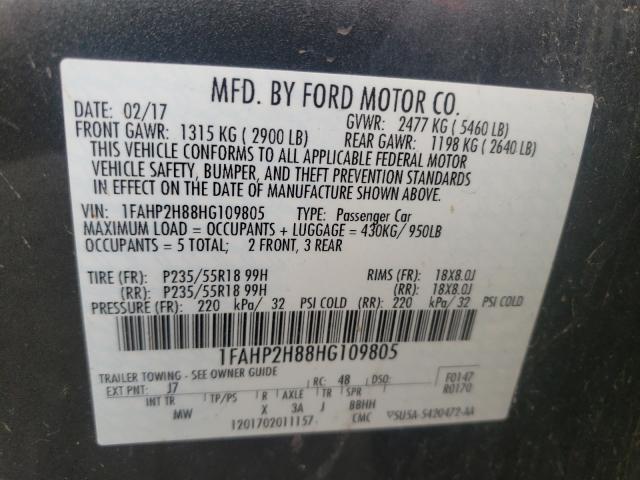 MFD. BY FORD MOTOR CO.
DATE: 02/17 GVWR: 2477 KG ( 5460 LB)
FRONT GAWR: 1315 KG ( 2900 LB) REAR GAWR: 1198 KG ( 2640 LB)
THIS VEHICLE CONFORMS TO ALL APPLICABLE FEDERAL MOTOR
VEHICLE SAFETY, BUMPER, AND THEFT PREVENTION STANDARDS
IN EFFECT ON THE DATE OF MANUFACTURE SHOWN ABOVE.
VIN: 1FAHP2H88HG109805 TYPE: Passenger Car
MAXIMUM LOAD = OCCUPANTS + LUGGAGE = 430KG/ 950LB
OCCUPANTS = 5 TOTAL; 2 FRONT, 3 REAR
TIRE (FR): P235/55R18 99H RIMS (FR): 18X8.0J
(RR): P235/55R18 99H (RR): 18X8.0J
PRESSURE (FR): 220 kPa/ 32 PSI COLD (RR): 220 kPa/ 32 PSI COLD
1FAHP2H88HG109805
TRAILER TOWING - SEE OWNER GUIDE
EXT PNT: J7 RC: 48 DSO: F0147
R0170
INT TR TP/PS R AXLE TR SPR
MW X 3A J BBHH
1201702011157 CMC 5U5A-5420472-AA